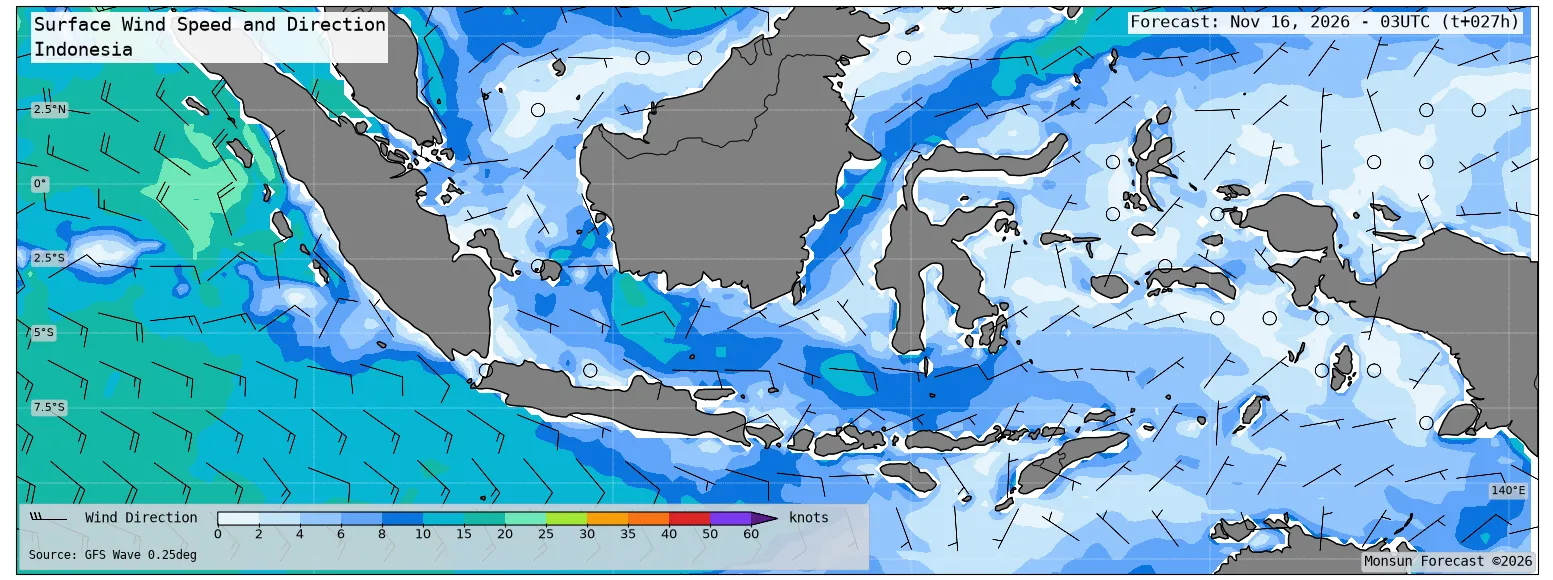 Surface Wind Speed and Direction
Indonesia
Forecast: Nov 16, 2026 - 03UTC (t+027h)
2.5°N
0°
2.5°S
5°S
7.5°S
140°E
Wind Direction
0 2 4 6 8 10 15 20 25 30 35 40 50 60 knots
Source: GFS Wave 0.25deg
Monsun Forecast ©2026